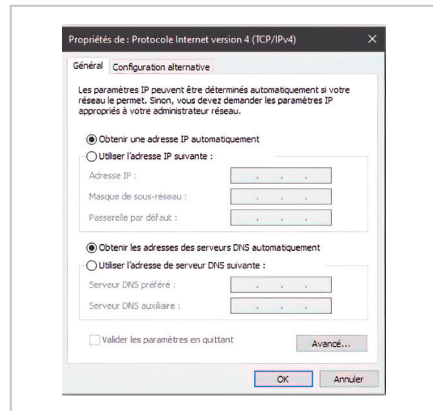 Propriétés de : Protocole Internet version 4 (TCP/IPv4)
Général Configuration alternative
Les paramètres IP peuvent être déterminés automatiquement si votre
réseau le permet. Sinon, vous devez demander les paramètres IP
appropriés à votre administrateur réseau.
Obtenir une adresse IP automatiquement
Utiliser l'adresse IP suivante :
Adresse IP :
Masque de sous-réseau :
Passerelle par défaut :
Obtenir les adresses des serveurs DNS automatiquement
Utiliser l'adresse de serveur DNS suivante :
Serveur DNS préféré :
Serveur DNS auxiliaire :
Valider les paramètres en quittant
Avancé...
OK Annuler